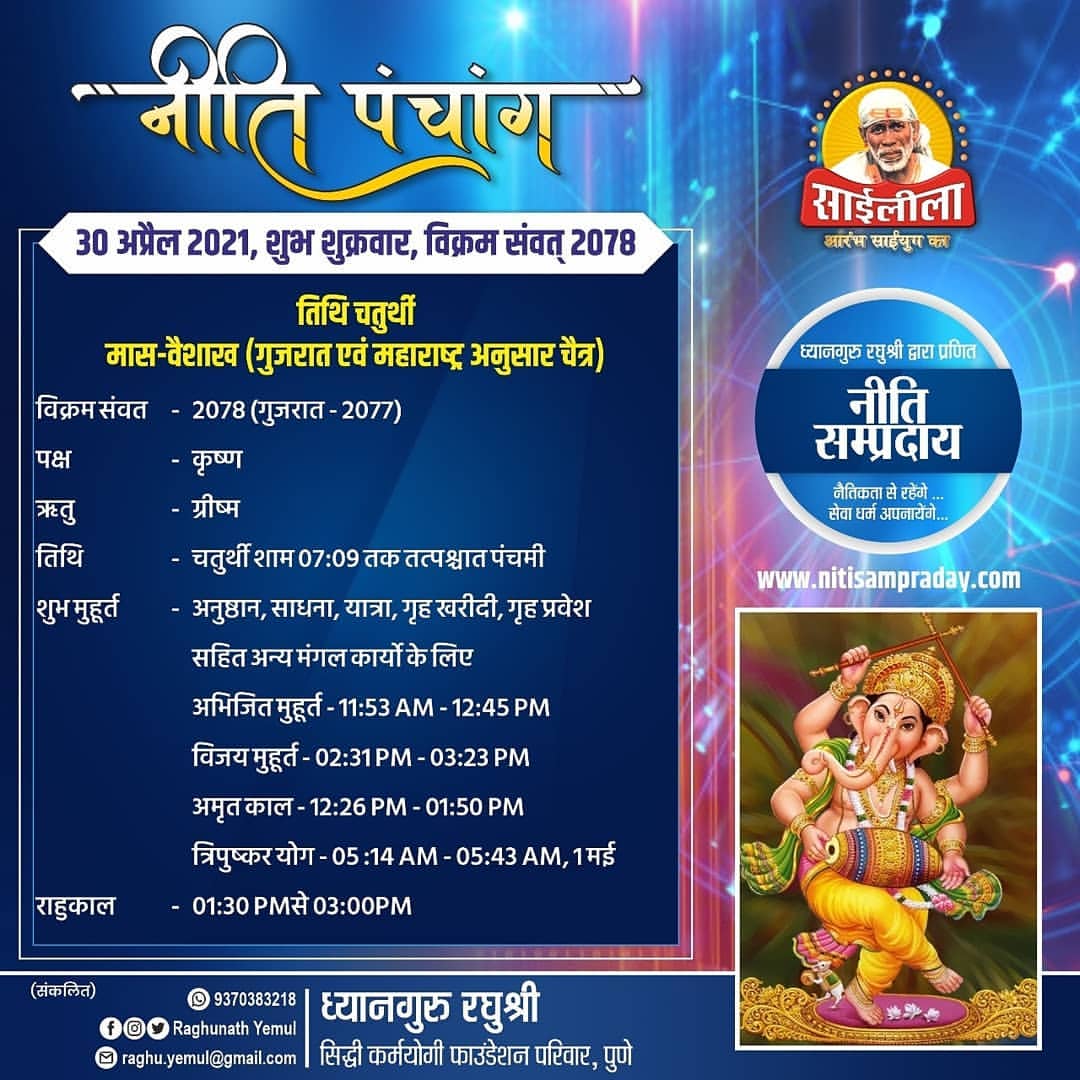 नीति पंचांग
साईलीला
आरंभ साईयुग का
30 अप्रैल 2021, शुभ शुक्रवार, विक्रम संवत् 2078
तिथि चतुर्थी
मास-वैशाख (गुजरात एवं महाराष्ट्र अनुसार चैत्र)
विक्रम संवत - 2078 (गुजरात - 2077)
पक्ष - कृष्ण
ऋतु - ग्रीष्म
तिथि - चतुर्थी शाम 07:09 तक तत्पश्चात पंचमी
शुभ मुहूर्त - अनुष्ठान, साधना, यात्रा, गृह खरीदी, गृह प्रवेश
सहित अन्य मंगल कार्यो के लिए
अभिजित मुहूर्त - 11:53 AM - 12:45 PM
विजय मुहूर्त - 02:31 PM - 03:23 PM
अमृत काल - 12:26 PM - 01:50 PM
त्रिपुष्कर योग - 05 :14 AM - 05:43 AM, 1 मई
राहुकाल - 01:30 PMसे 03:00PM
ध्यानगुरु रघुश्री द्वारा प्रणित
नीति
सम्प्रदाय
नैतिकता से रहेंगे ...
सेवा धर्म अपनायेंगे...
www.nitisampraday.com
(संकलित)
9370383218
Raghunath Yemul
raghu.yemul@gmail.com
ध्यानगुरु रघुश्री
सिद्धी कर्मयोगी फाउंडेशन परिवार, पुणे